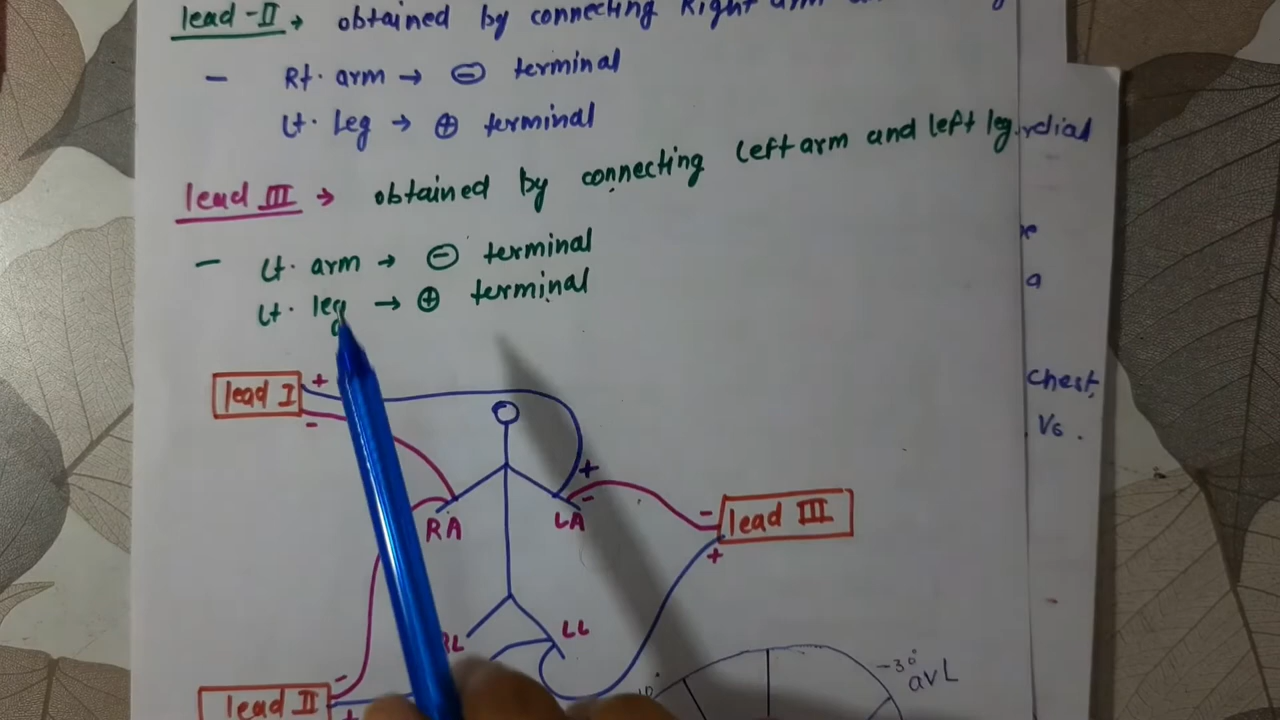 lead-II → obtained by connecting Right arm
- Rt. arm → ⊖ terminal
Lt. Leg → ⊕ terminal
lead III → obtained by connecting Left arm and left leg.
- Lt. arm → ⊖ terminal
Lt. leg → ⊕ terminal
lead I
+
-
RA
LA
+
-
-
lead III
+
LL
-
lead II
+
-30°
avL
rdial
a
chest,
V6.